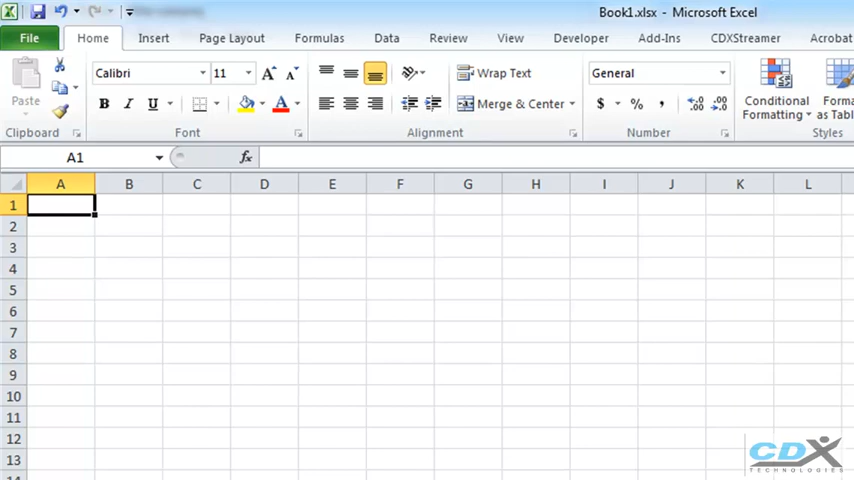 Book1.xlsx - Microsoft Excel
File Home Insert Page Layout Formulas Data Review View Developer Add-Ins CDXStreamer Acrobat
Calibri 11 Wrap Text General
Paste B I U Merge & Center $ % , .00 .00 Conditional Formatting as
Clipboard Font Alignment Number Styles
A1 fx
A B C D E F G H I J K L
1
2
3
4
5
6
7
8
9
10
11
12
13
CDX
TECHNOLOGIES